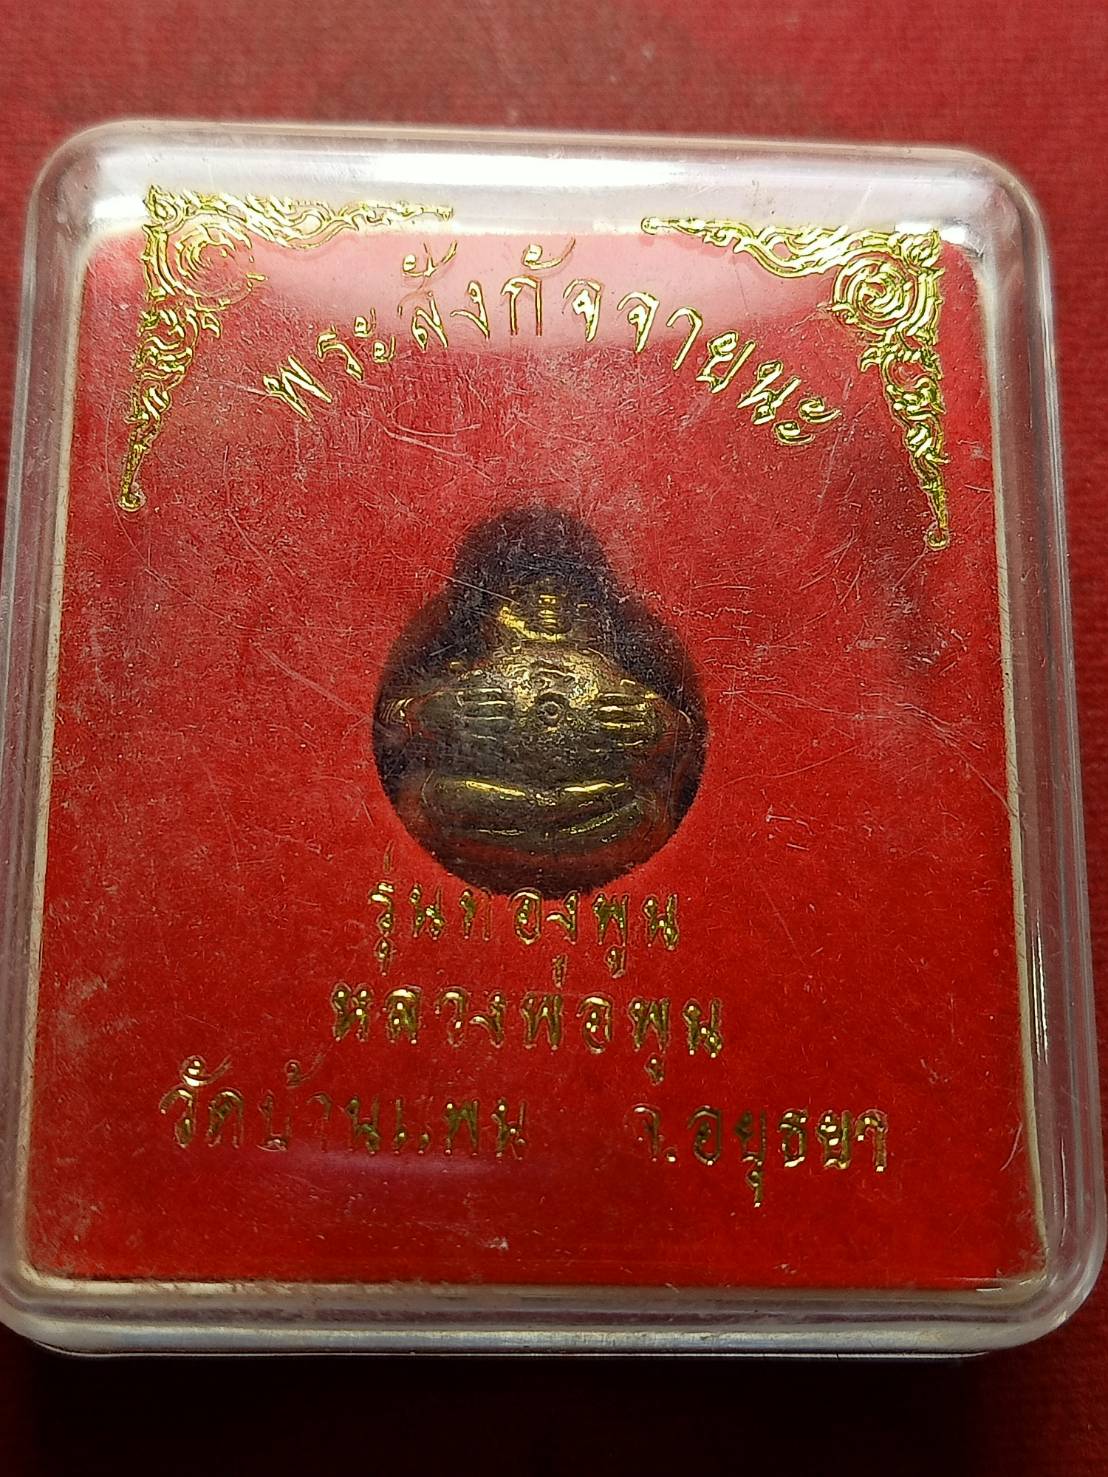 พระสังกัจจายนะ
รุ่นทองพูน
หลวงพ่อพูน
วัดบ้านแพน จ.อยุธยา